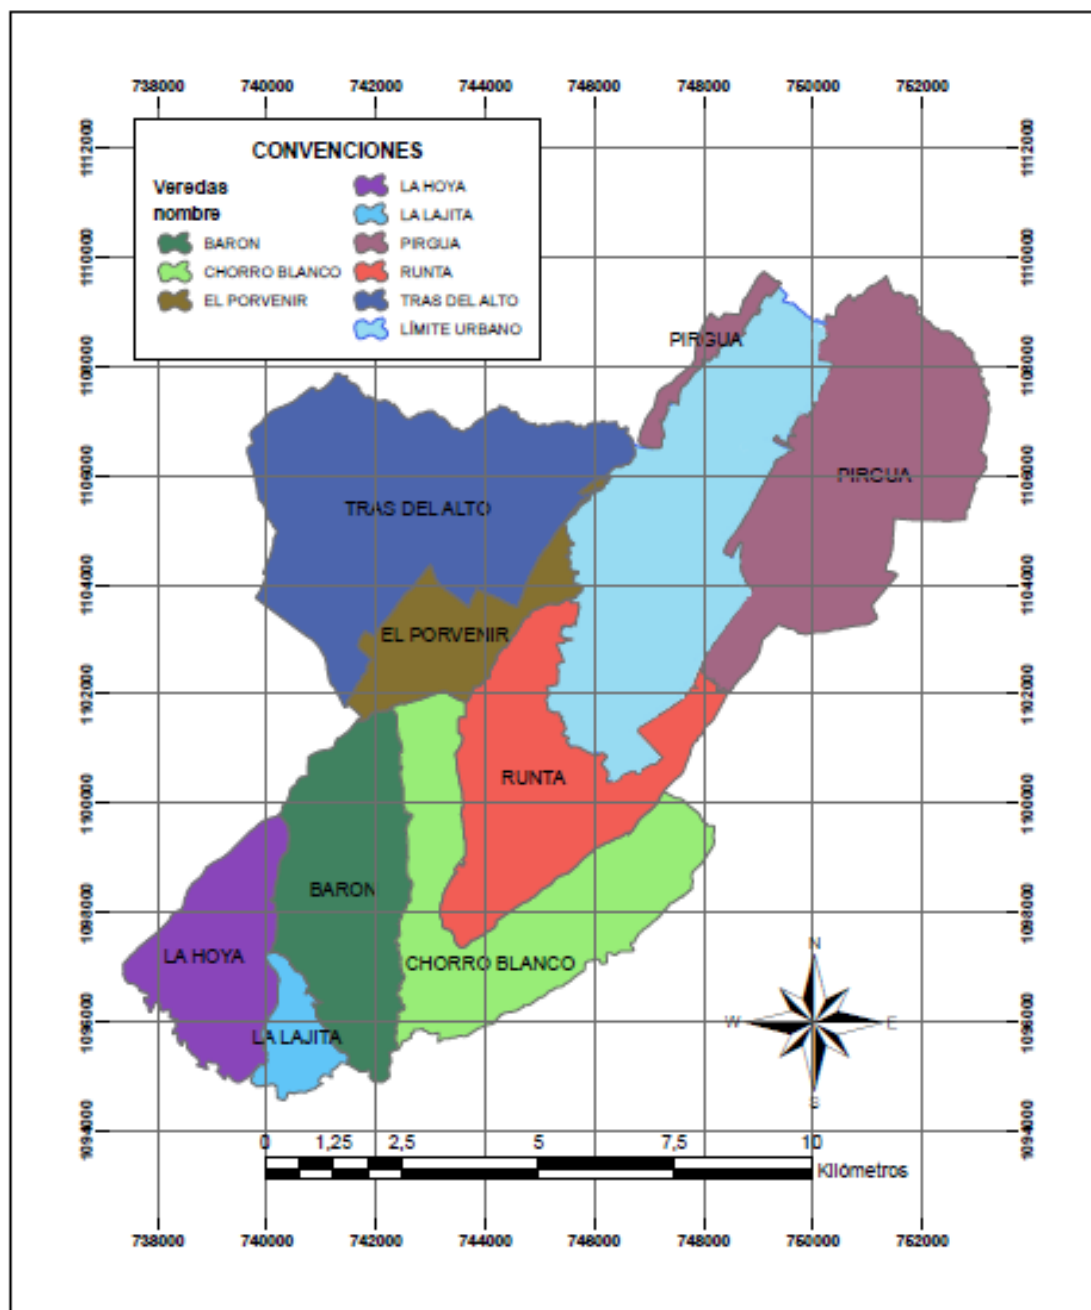 738000 740000 742000 744000 746000 748000 750000 752000
1112000
1110000
1108000
1106000
1104000
1102000
1100000
1098000
1096000
1094000
CONVENCIONES
Veredas
nombre
BARON
CHORRO BLANCO
EL PORVENIR
LA HOYA
LA LAJITA
PIRGUA
RUNTA
TRAS DEL ALTO
LÍMITE URBANO
PIRGUA
PIRGUA
TRAS DEL ALTO
EL PORVENIR
RUNTA
BARON
LA HOYA
CHORRO BLANCO
LA LAJITA
N
W E
S
1112000
1110000
1108000
1106000
1104000
1102000
1100000
1098000
1096000
1094000
0 1,25 2,5 5 7,5 10
Kilómetros
738000 740000 742000 744000 746000 748000 750000 752000